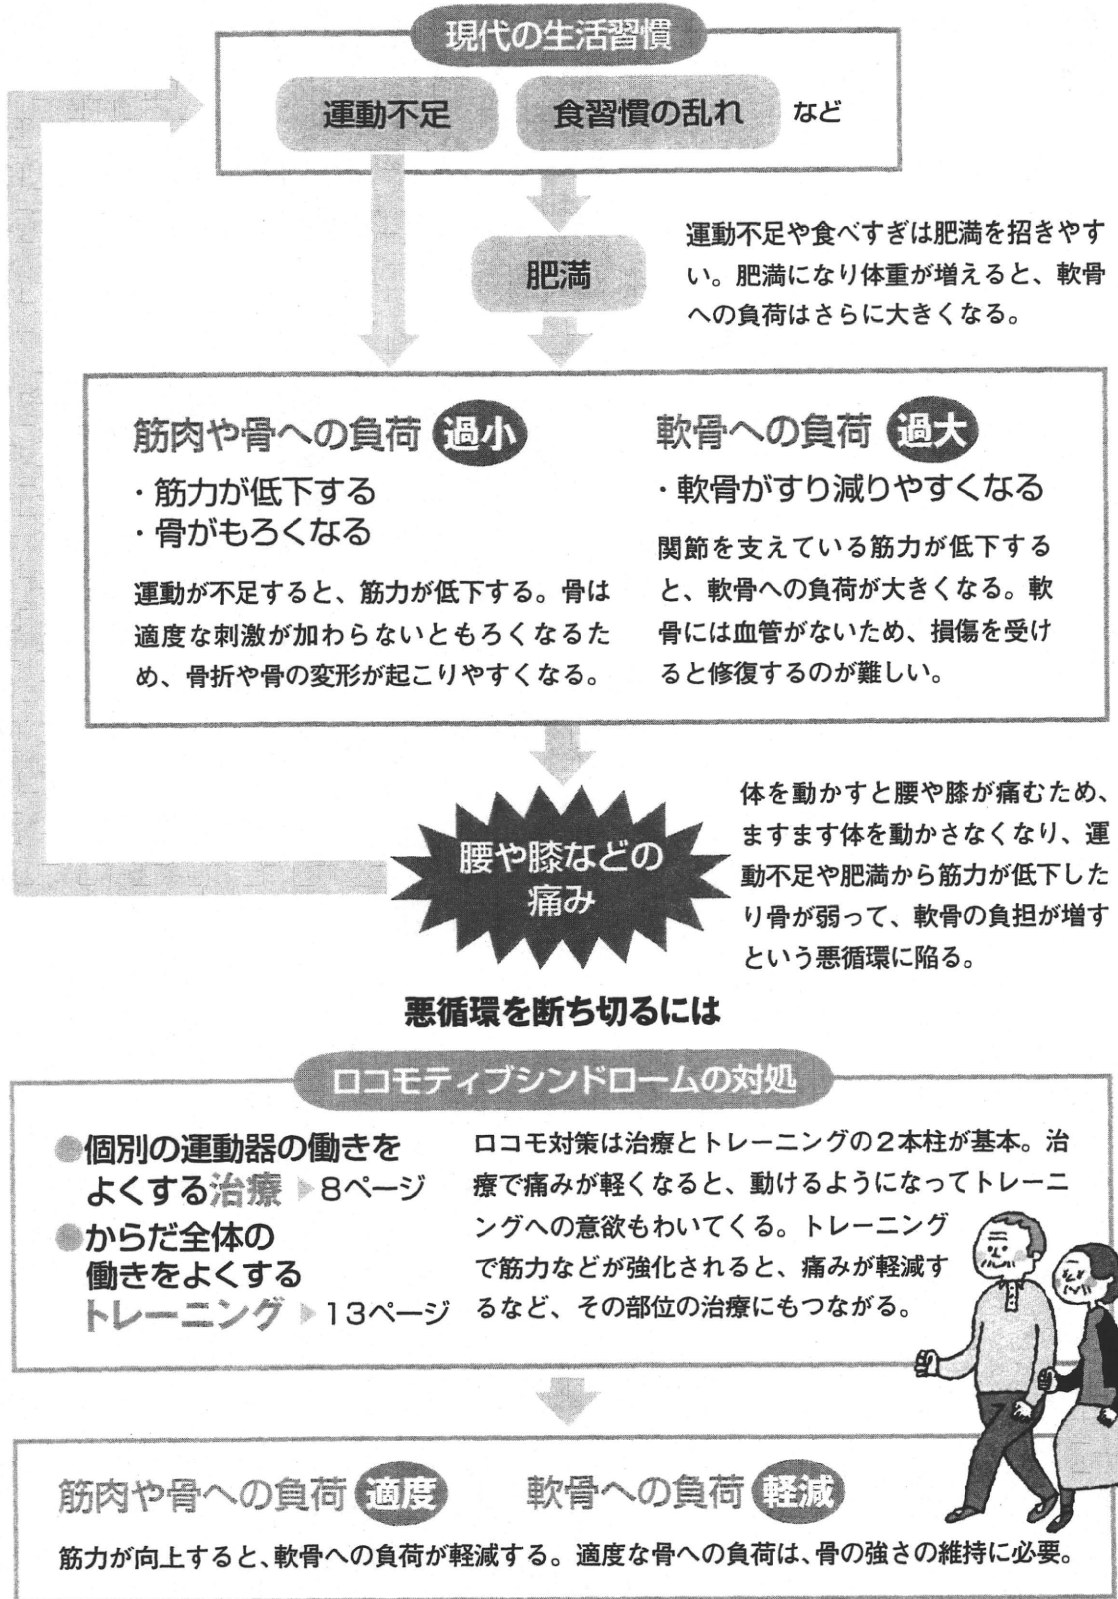 現代の生活習慣
運動不足 食習慣の乱れ など
肥満
運動不足や食べすぎは肥満を招きやす
い。肥満になり体重が増えると、軟骨
への負荷はさらに大きくなる。
筋肉や骨への負荷 過小
・筋力が低下する
・骨がもろくなる
運動が不足すると、筋力が低下する。骨は
適度な刺激が加わらないともろくなるた
め、骨折や骨の変形が起こりやすくなる。
軟骨への負荷 過大
・軟骨がすり減りやすくなる
関節を支えている筋力が低下する
と、軟骨への負荷が大きくなる。軟
骨には血管がないため、損傷を受け
ると修復するのが難しい。
腰や膝などの
痛み
体を動かすと腰や膝が痛むため、
ますます体を動かさなくなり、運
動不足や肥満から筋力が低下した
り骨が弱って、軟骨の負担が増す
という悪循環に陥る。
悪循環を断ち切るには
ロコモティブシンドロームの対処
●個別の運動器の働きを
よくする治療 ▶8ページ
●からだ全体の
働きをよくする
トレーニング ▶13ページ
ロコモ対策は治療とトレーニングの2本柱が基本。治
療で痛みが軽くなると、動けるようになってトレーニ
ングへの意欲もわいてくる。トレーニング
で筋力などが強化されると、痛みが軽減す
るなど、その部位の治療にもつながる。
筋肉や骨への負荷 適度 軟骨への負荷 軽減
筋力が向上すると、軟骨への負荷が軽減する。適度な骨への負荷は、骨の強さの維持に必要。